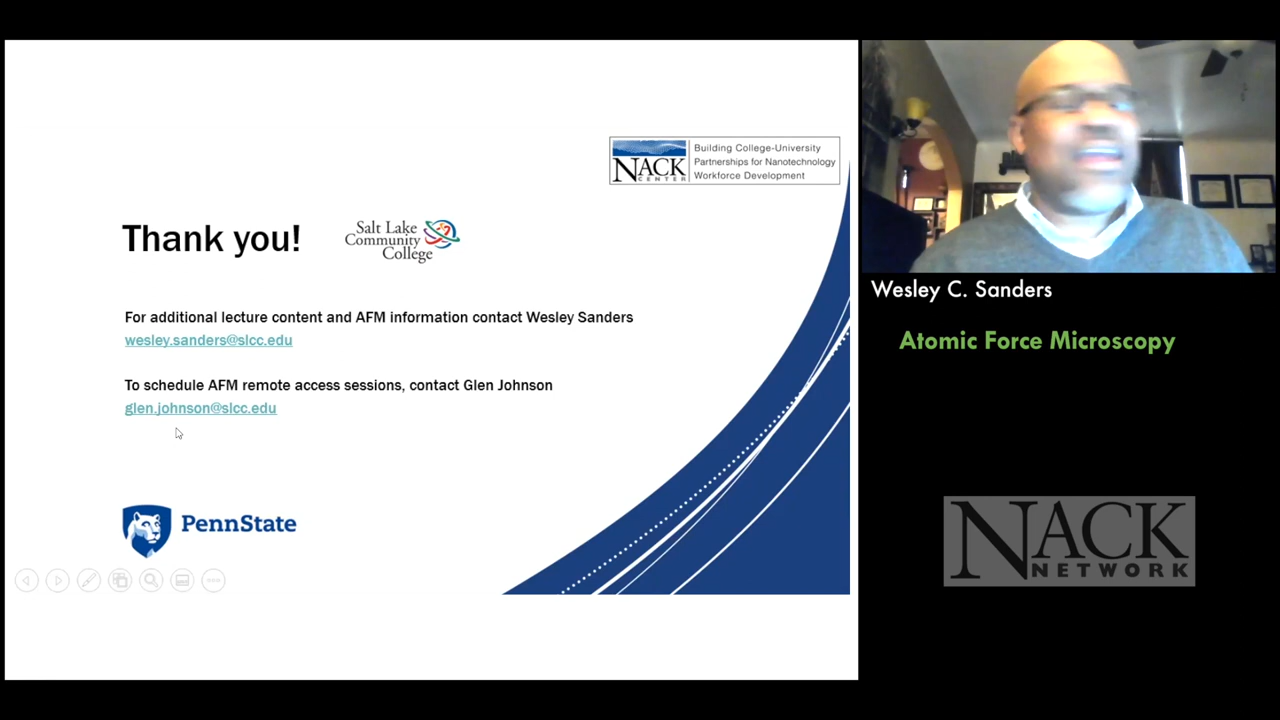 NACK
CENTER
Building College-University
Partnerships for Nanotechnology
Workforce Development
Thank you!
Salt Lake
Community
College
For additional lecture content and AFM information contact Wesley Sanders
wesley.sanders@slcc.edu
To schedule AFM remote access sessions, contact Glen Johnson
glen.johnson@slcc.edu
PennState
Wesley C. Sanders
Atomic Force Microscopy
NACK
NETWORK